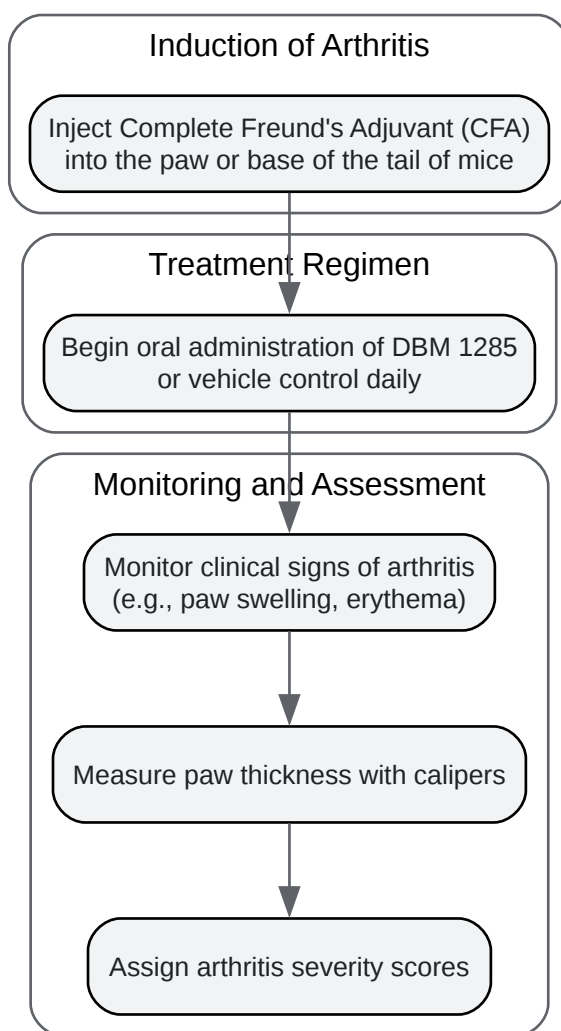 Induction of Arthritis
Inject Complete Freund's Adjuvant (CFA)
into the paw or base of the tail of mice
Treatment Regimen
Begin oral administration of DBM 1285
or vehicle control daily
Monitoring and Assessment
Monitor clinical signs of arthritis
(e.g., paw swelling, erythema)
Measure paw thickness with calipers
Assign arthritis severity scores